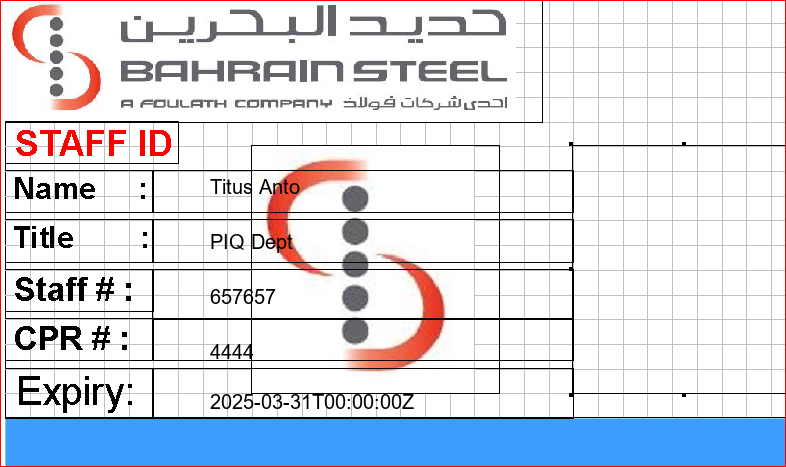 حديد البحرين
BAHRAIN STEEL
A FOULATH COMPANY احدى شركات فولاذ
STAFF ID
Name : Titus Anto
Title : PIQ Dept
Staff # : 657657
CPR # : 4444
Expiry: 2025-03-31T00:00:00Z